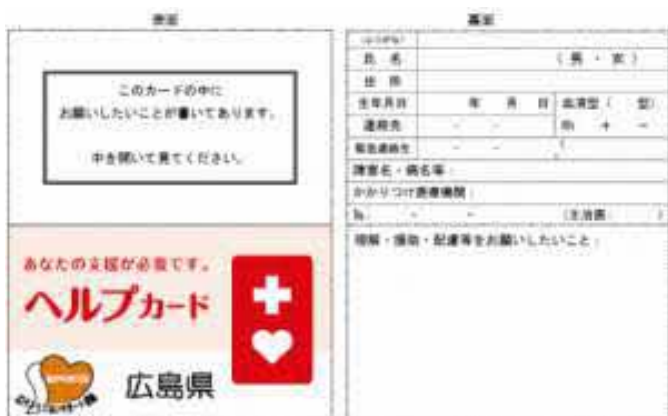 表面
このカードの中に
お願いしたいことが書いてあります。
中を開いて見てください。
あなたの支援が必要です。
ヘルプカード
広島県
裏面
(ふりがな)
氏 名 (男・女)
住 所
生年月日 年 月 日 血液型( 型)
連絡先 - - Rh + -
緊急連絡先 - - (
障害名・病名等:
かかりつけ医療機関:
℡: - - (主治医: )
理解・援助・配慮等をお願いしたいこと: